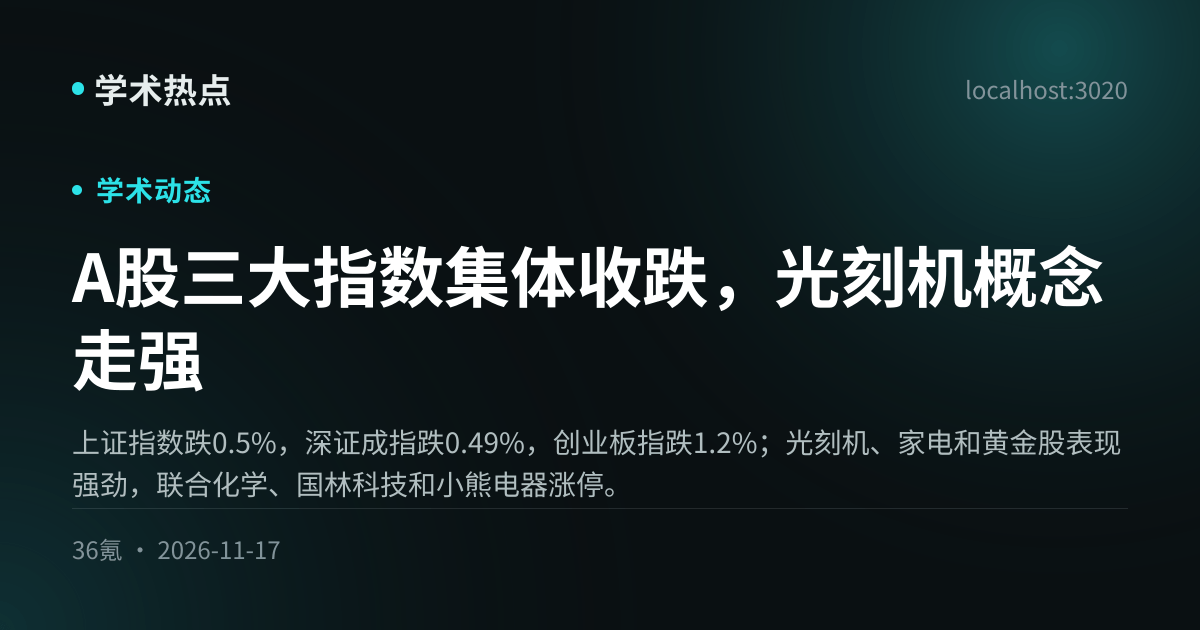 学术热点
localhost:3020
学术动态
A股三大指数集体收跌，光刻机概念
走强
上证指数跌0.5%，深证成指跌0.49%，创业板指跌1.2%；光刻机、家电和黄金股表现
强劲，联合化学、国林科技和小熊电器涨停。
36氪 · 2026-11-17